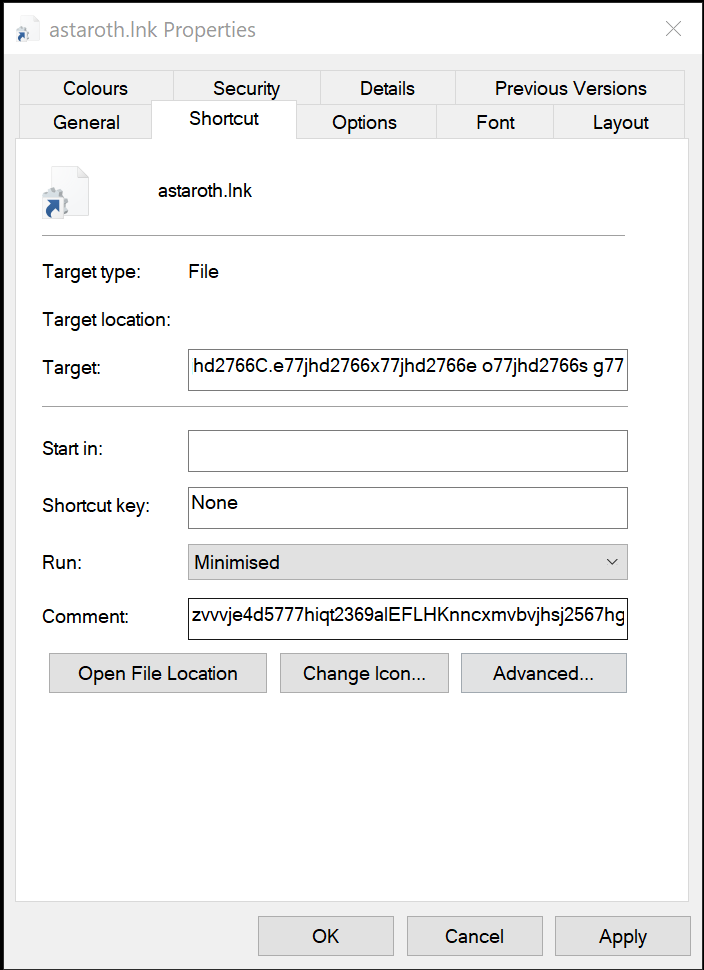 astaroth.lnk Properties
Colours Security Details Previous Versions
General Shortcut Options Font Layout
astaroth.lnk
Target type: File
Target location:
Target: hd2766C.e77jhd2766x77jhd2766e o77jhd2766s g77
Start in:
Shortcut key: None
Run: Minimised
Comment: zvvvje4d5777hiqt2369alEFLHKnncxmvbvjhsj2567hg
Open File Location Change Icon... Advanced...
OK Cancel Apply